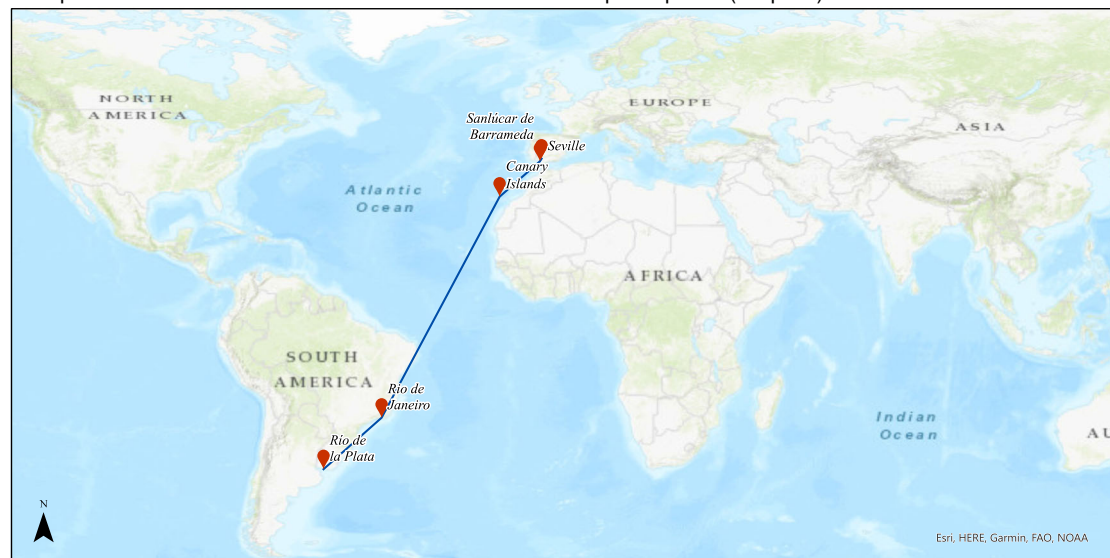 NORTH
AMERICA
EUROPE
ASIA
Sanlúcar de
Barrameda
Seville
Canary
Islands
Atlantic
Ocean
AFRICA
SOUTH
AMERICA
Rio de
Janeiro
Indian
Ocean
AU
Río de
la Plata
N
Esri, HERE, Garmin, FAO, NOAA